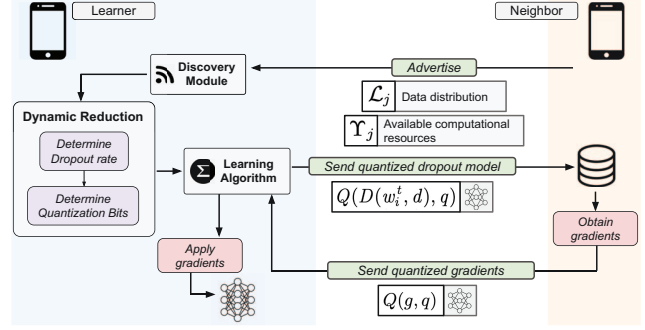 Learner
Neighbor
Discovery
Module
Advertise
$\mathcal{L}_j$ Data distribution
$\Upsilon_j$ Available computational
resources
Dynamic Reduction
Determine
Dropout rate
Determine
Quantization Bits
Σ
Learning
Algorithm
Send quantized dropout model
$Q(D(w_i^t, d), q)$
Obtain
gradients
Apply
gradients
Send quantized gradients
$Q(g, q)$